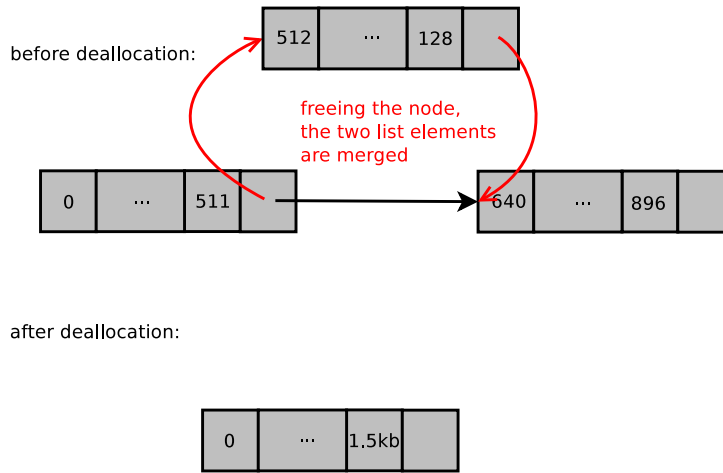 512 ... 128
before deallocation:
freeing the node,
the two list elements
are merged
0 ... 511
640 ... 896
after deallocation:
0 ... 1.5kb